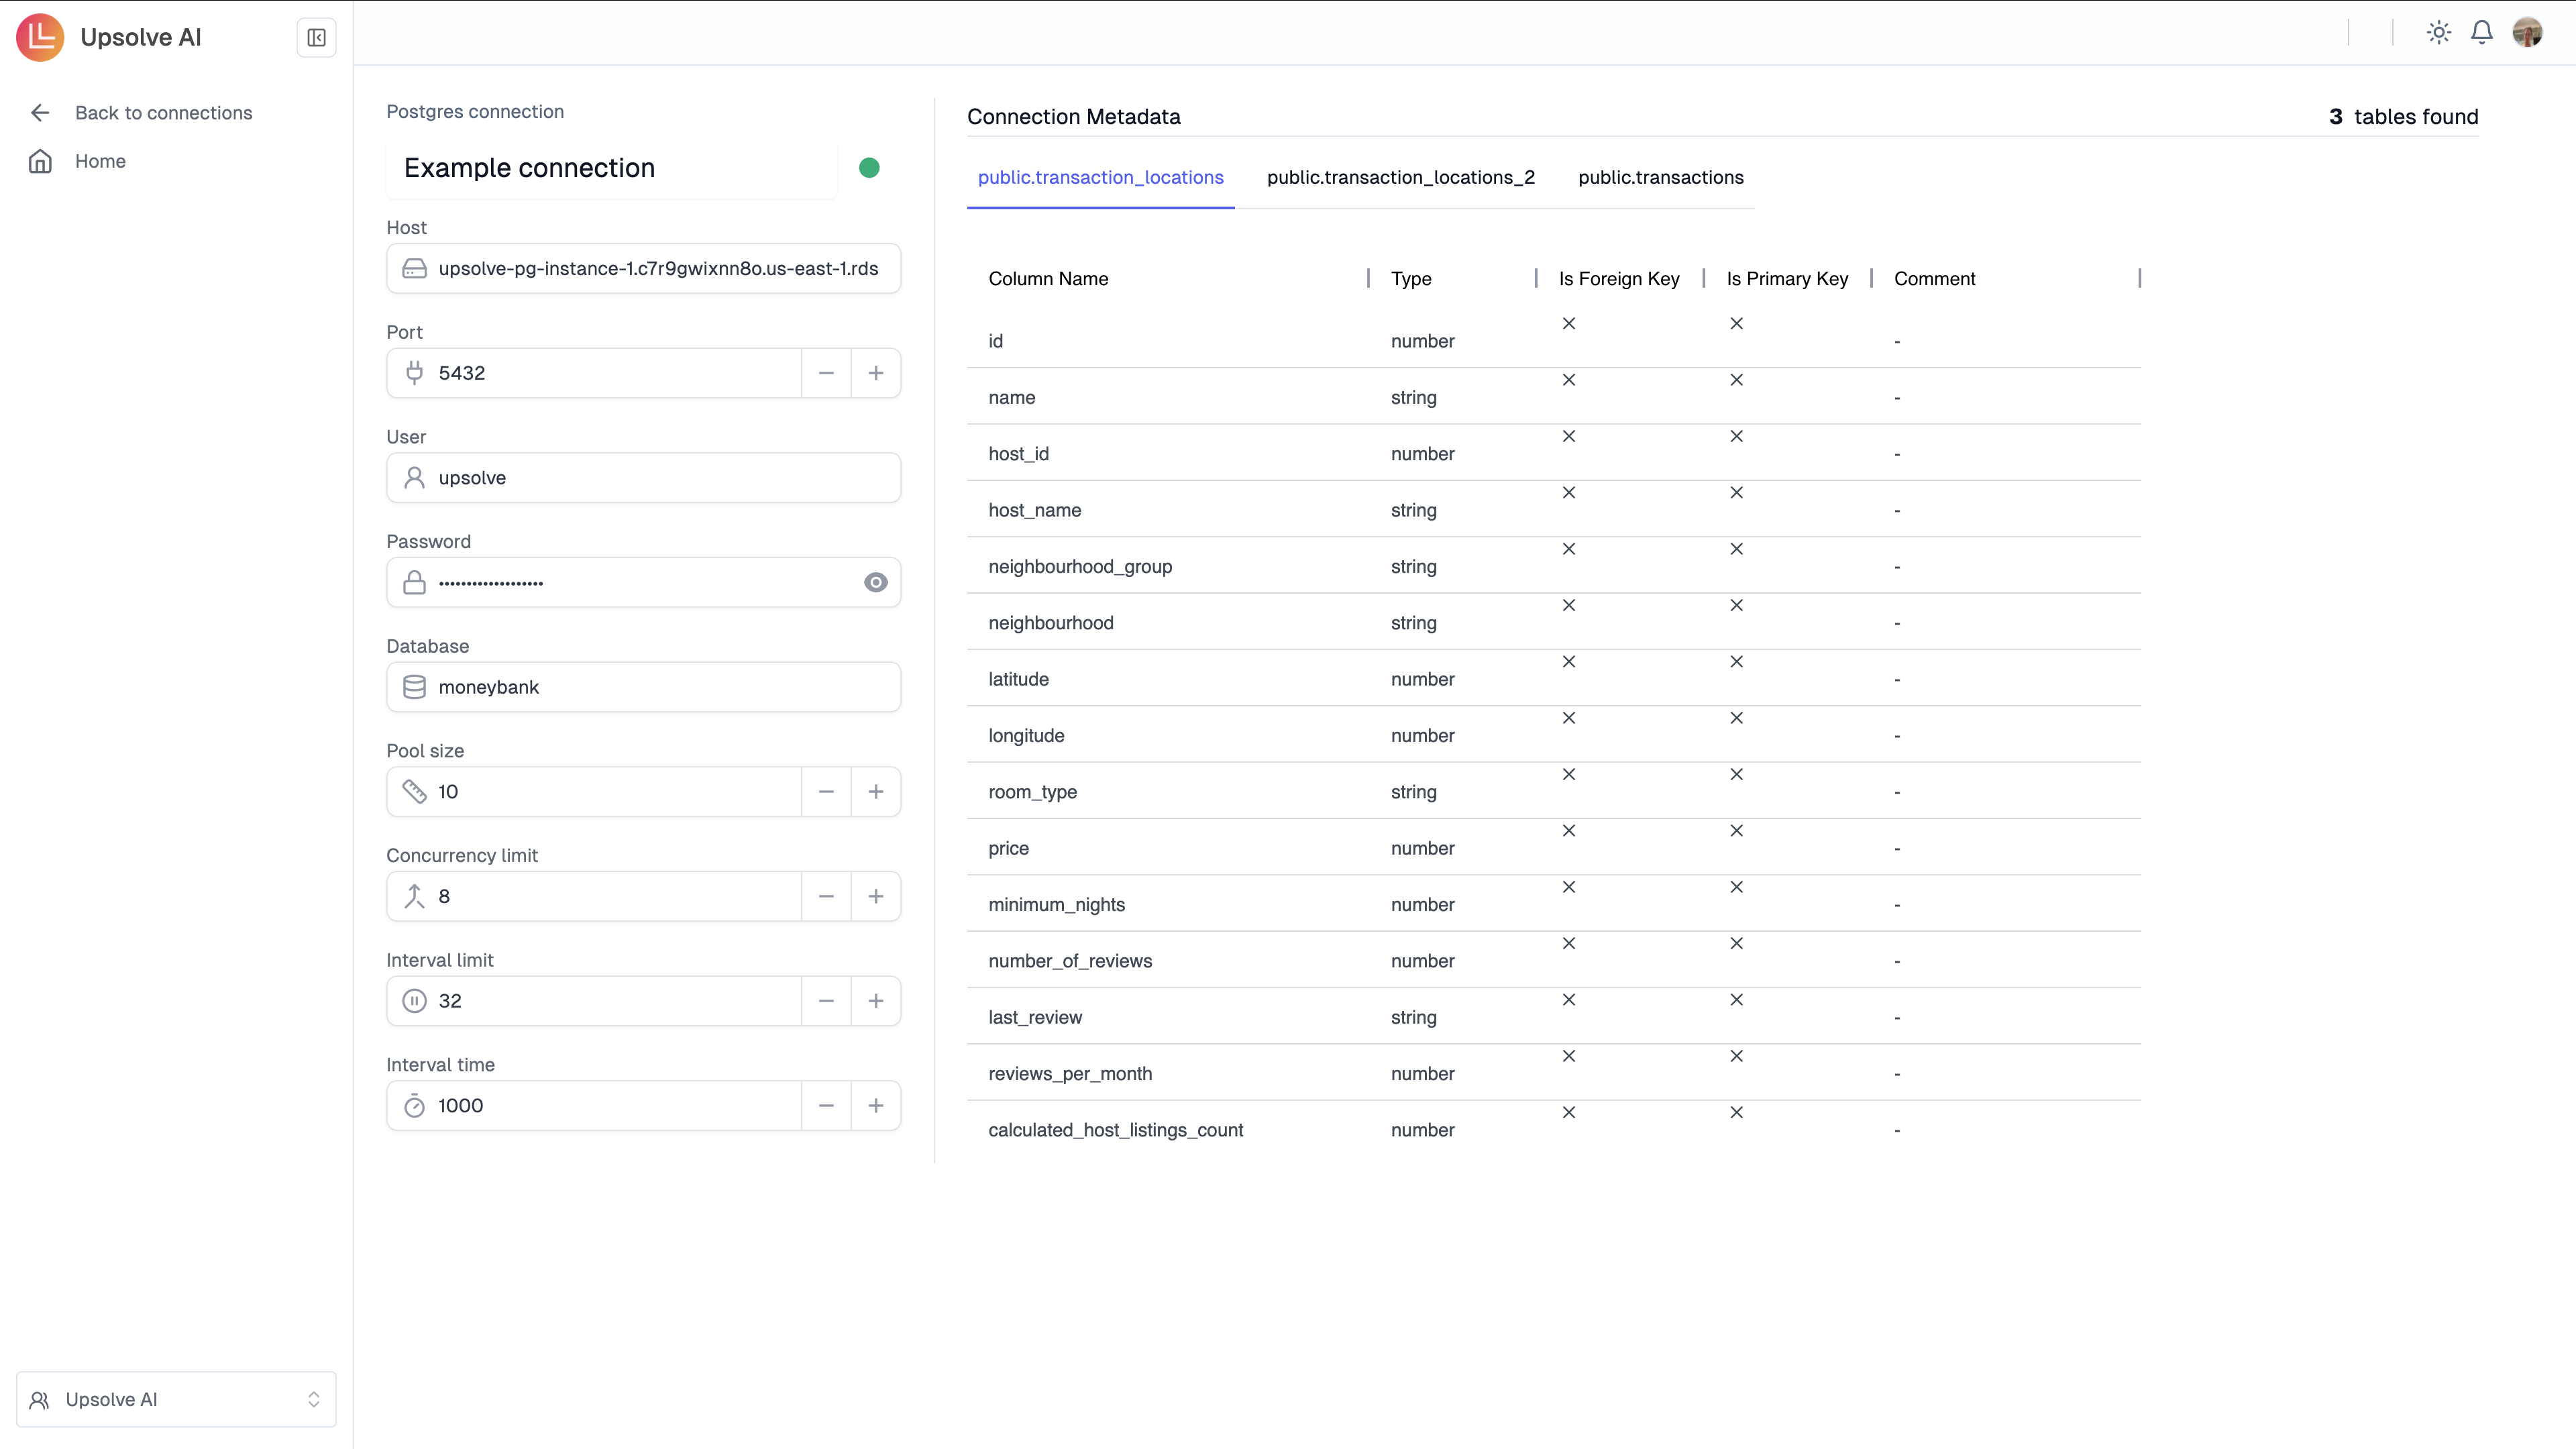 Upsolve AI
Back to connections
Home
Upsolve AI
Postgres connection
Example connection
Host
upsolve-pg-instance-1.c7r9gwixnn8o.us-east-1.rds
Port
5432
User
upsolve
Password
•••••••••••••••••••
Database
moneybank
Pool size
10
Concurrency limit
8
Interval limit
32
Interval time
1000
Connection Metadata 3 tables found
public.transaction_locations public.transaction_locations_2 public.transactions
Column Name Type Is Foreign Key Is Primary Key Comment
id number -
name string -
host_id number -
host_name string -
neighbourhood_group string -
neighbourhood string -
latitude number -
longitude number -
room_type string -
price number -
minimum_nights number -
number_of_reviews number -
last_review string -
reviews_per_month number -
calculated_host_listings_count number -